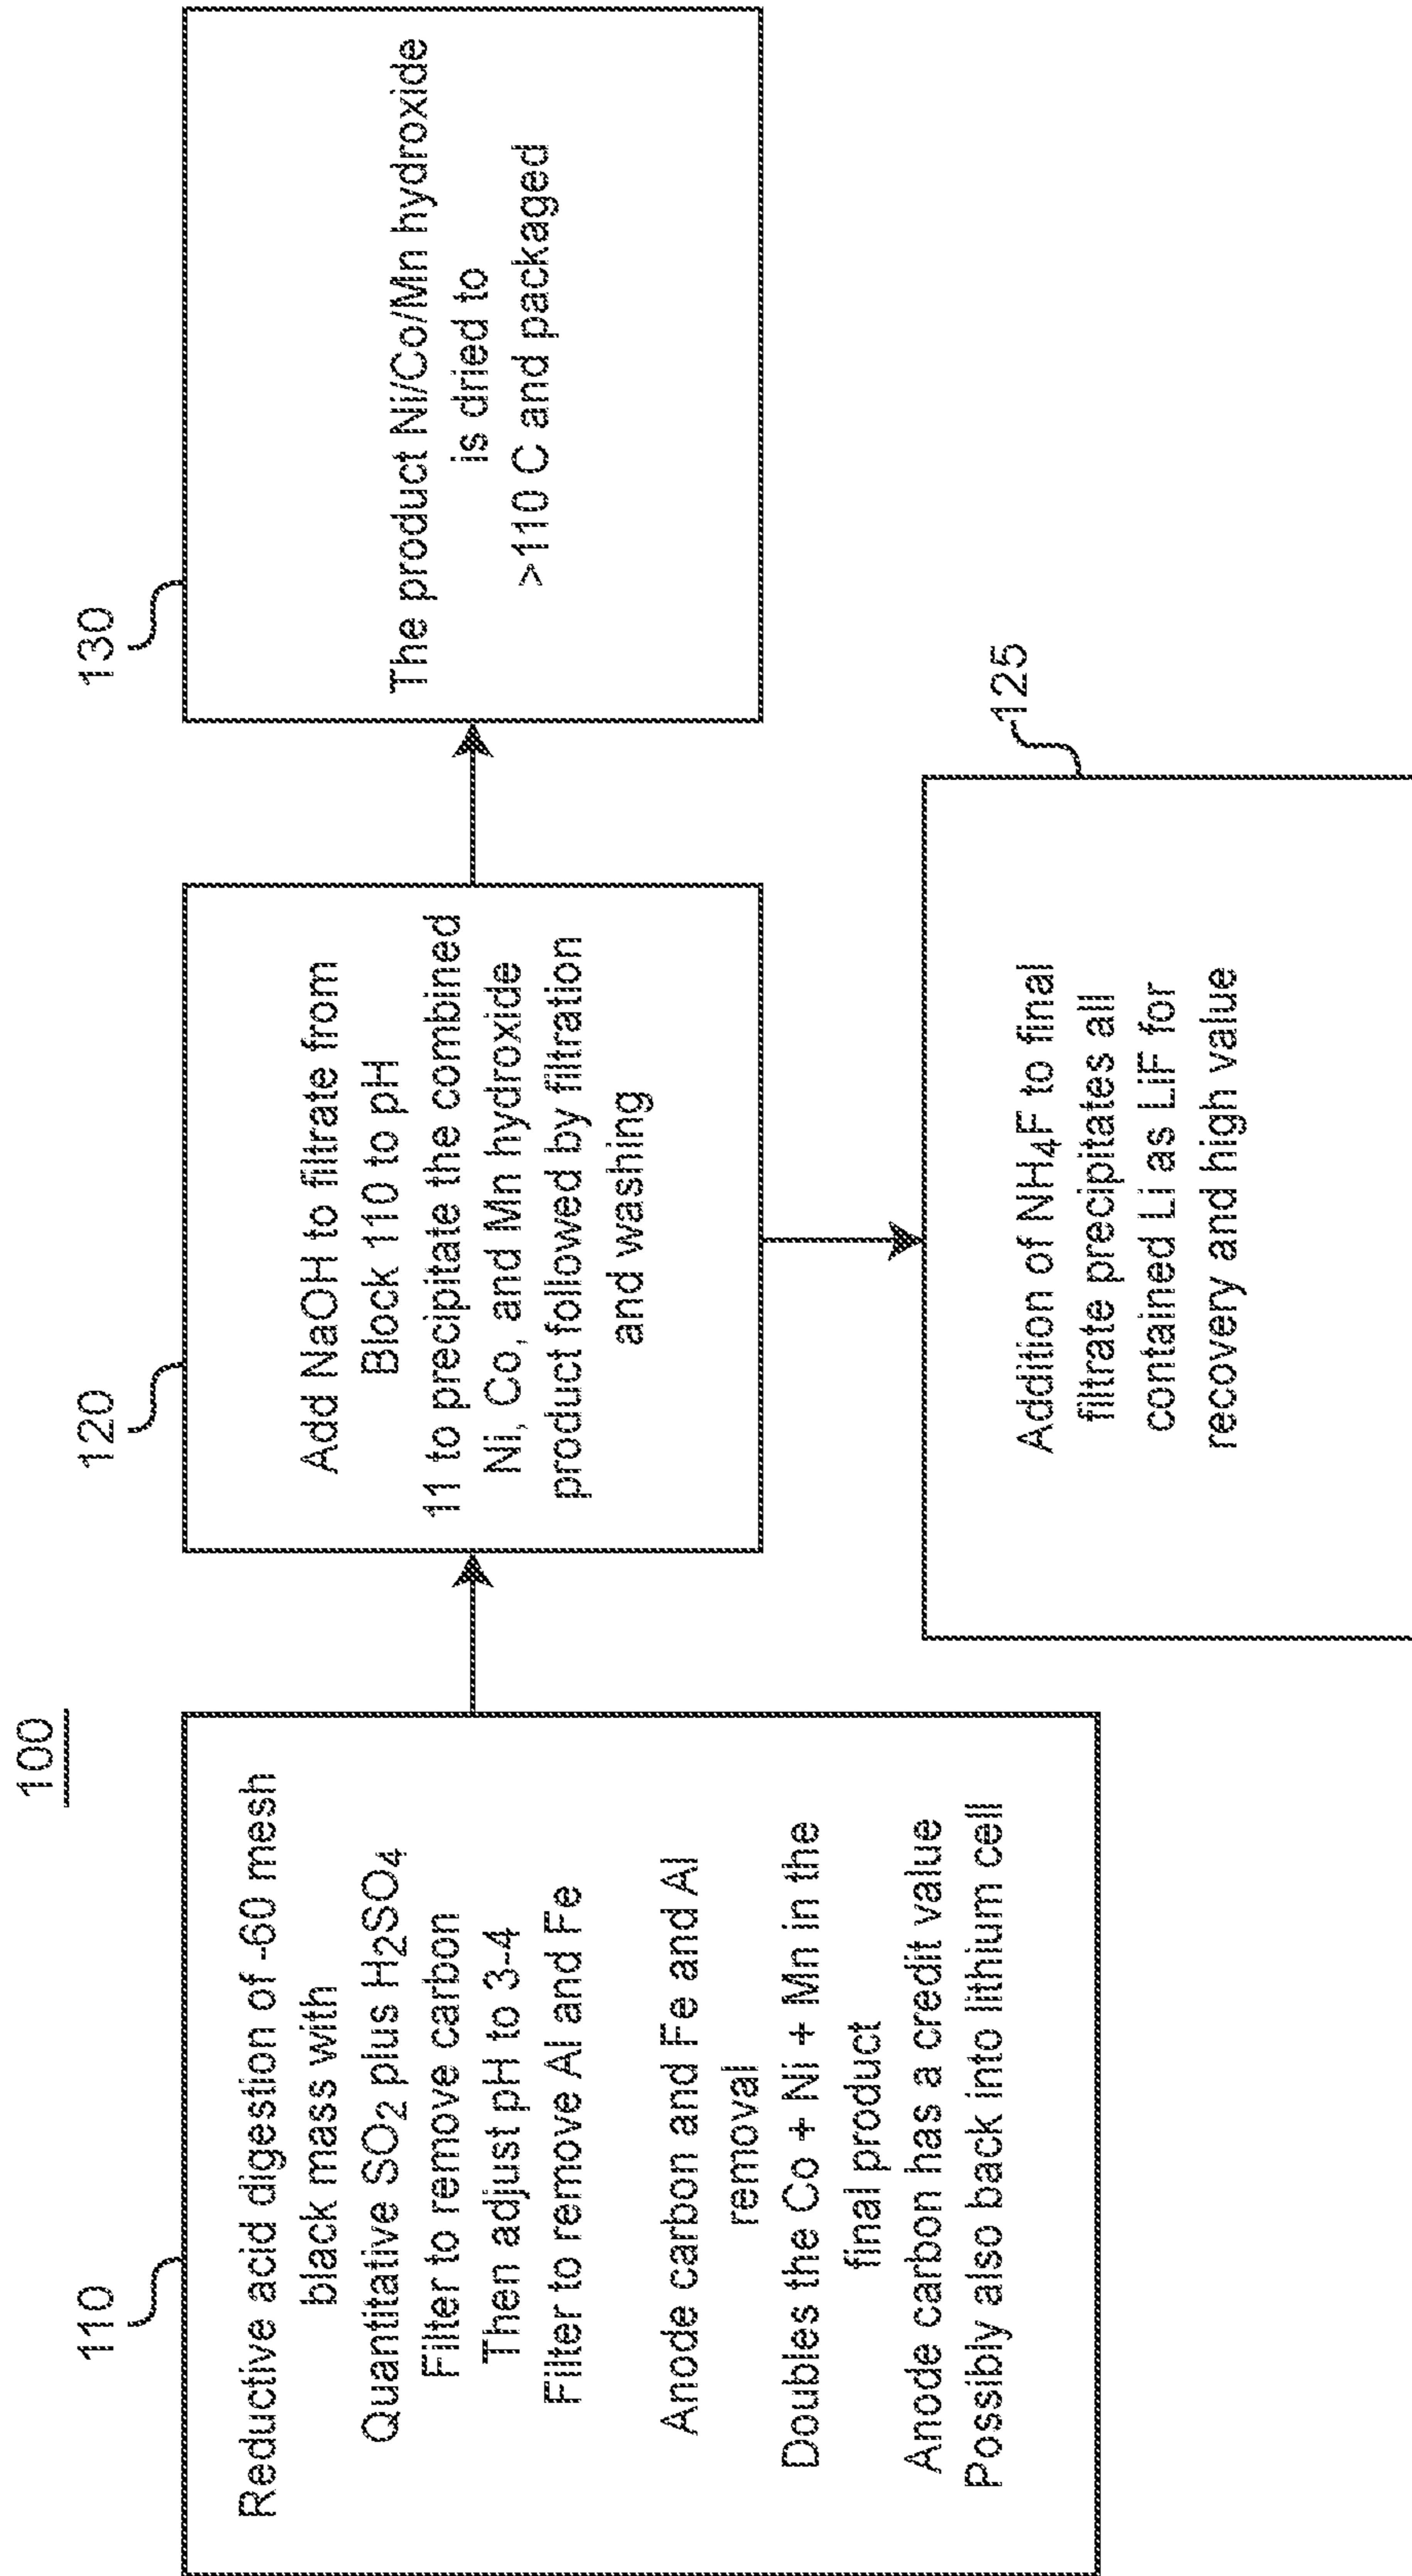 100
110
Reductive acid digestion of -60 mesh
black mass with
Quantitative SO2 plus H2SO4
Filter to remove carbon
Then adjust pH to 3-4
Filter to remove Al and Fe
Anode carbon and Fe and Al
removal
Doubles the Co + Ni + Mn in the
final product
Anode carbon has a credit value
Possibly also back into lithium cell
120
Add NaOH to filtrate from
Block 110 to pH
11 to precipitate the combined
Ni, Co, and Mn hydroxide
product followed by filtration
and washing
125
Addition of NH4F to final
filtrate precipitates all
contained Li as LiF for
recovery and high value
130
The product Ni/Co/Mn hydroxide
is dried to
>110 C and packaged